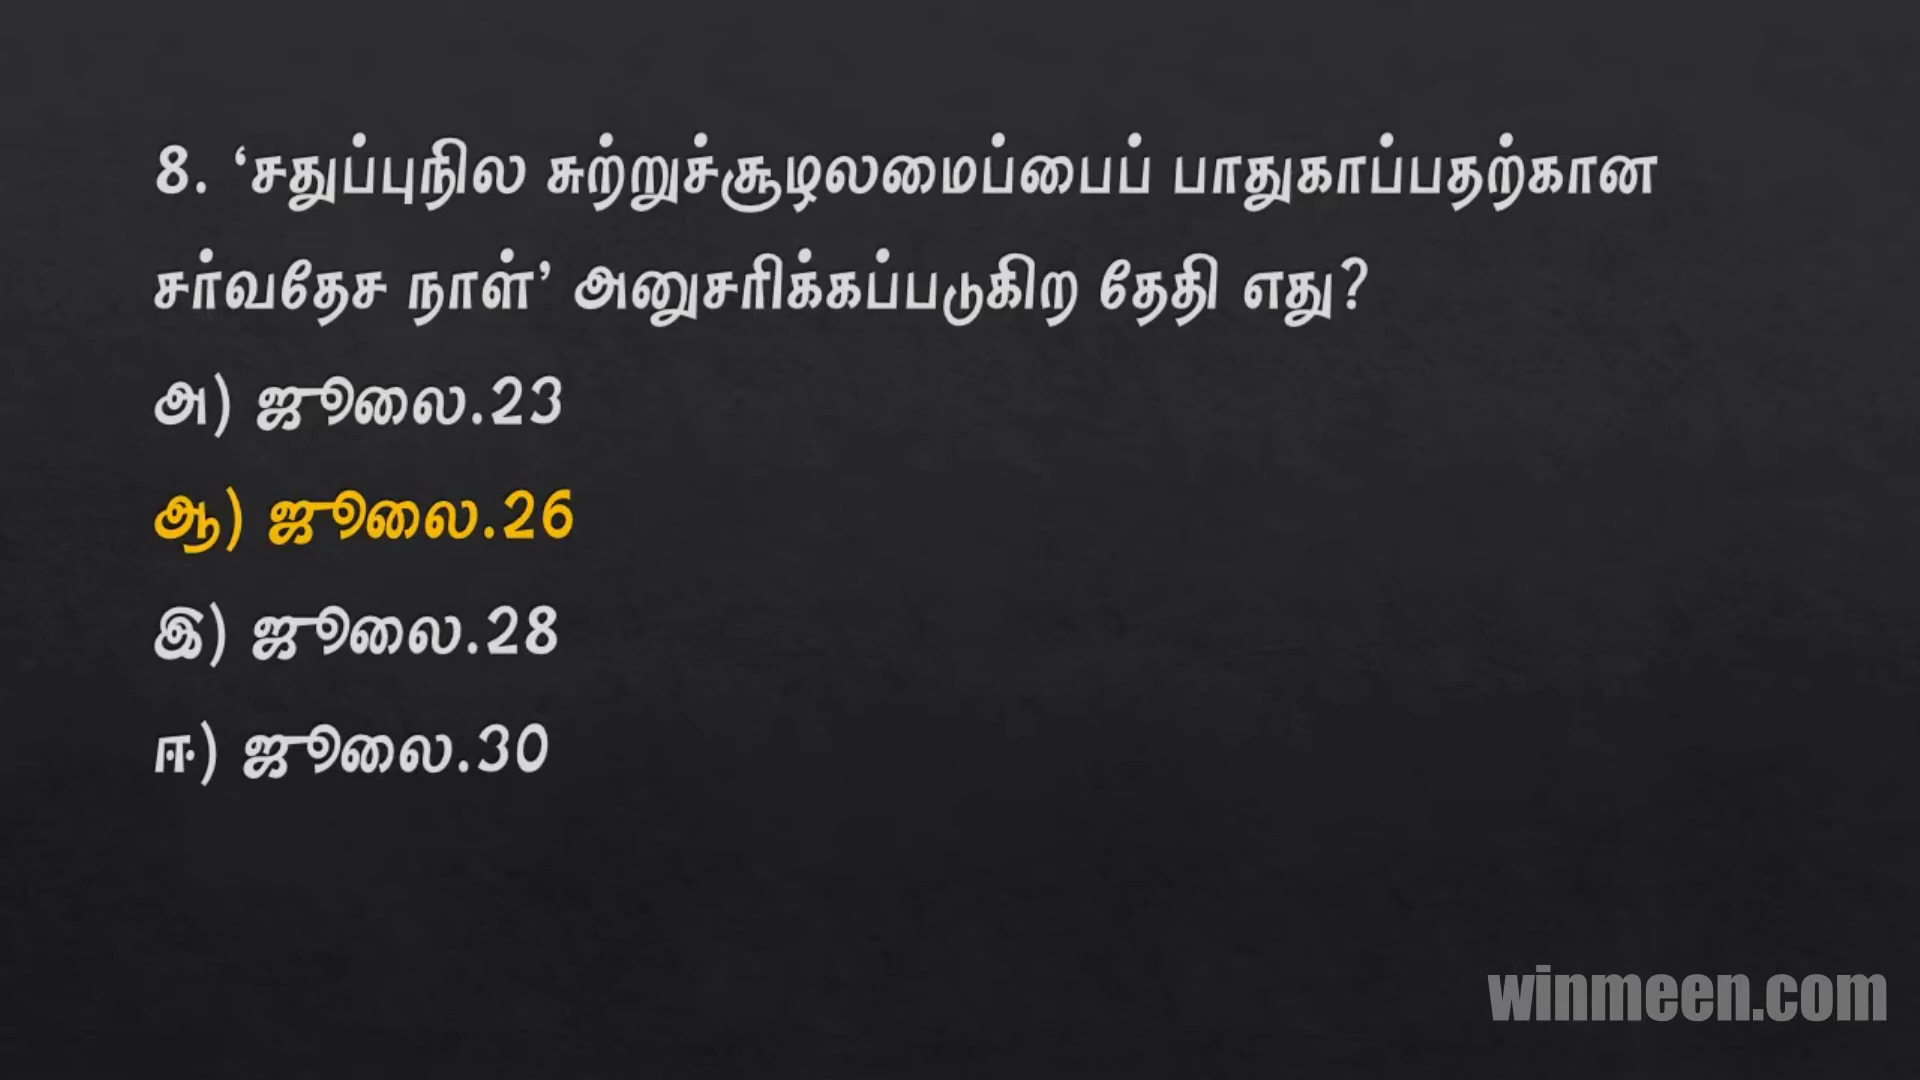 8. ‘சதுப்புநில சுற்றுச்சூழலமைப்பைப் பாதுகாப்பதற்கான
சர்வதேச நாள்’ அனுசரிக்கப்படுகிற தேதி எது?
அ) ஜூலை.23
ஆ) ஜூலை.26
இ) ஜூலை.28
ஈ) ஜூலை.30
winmeen.com